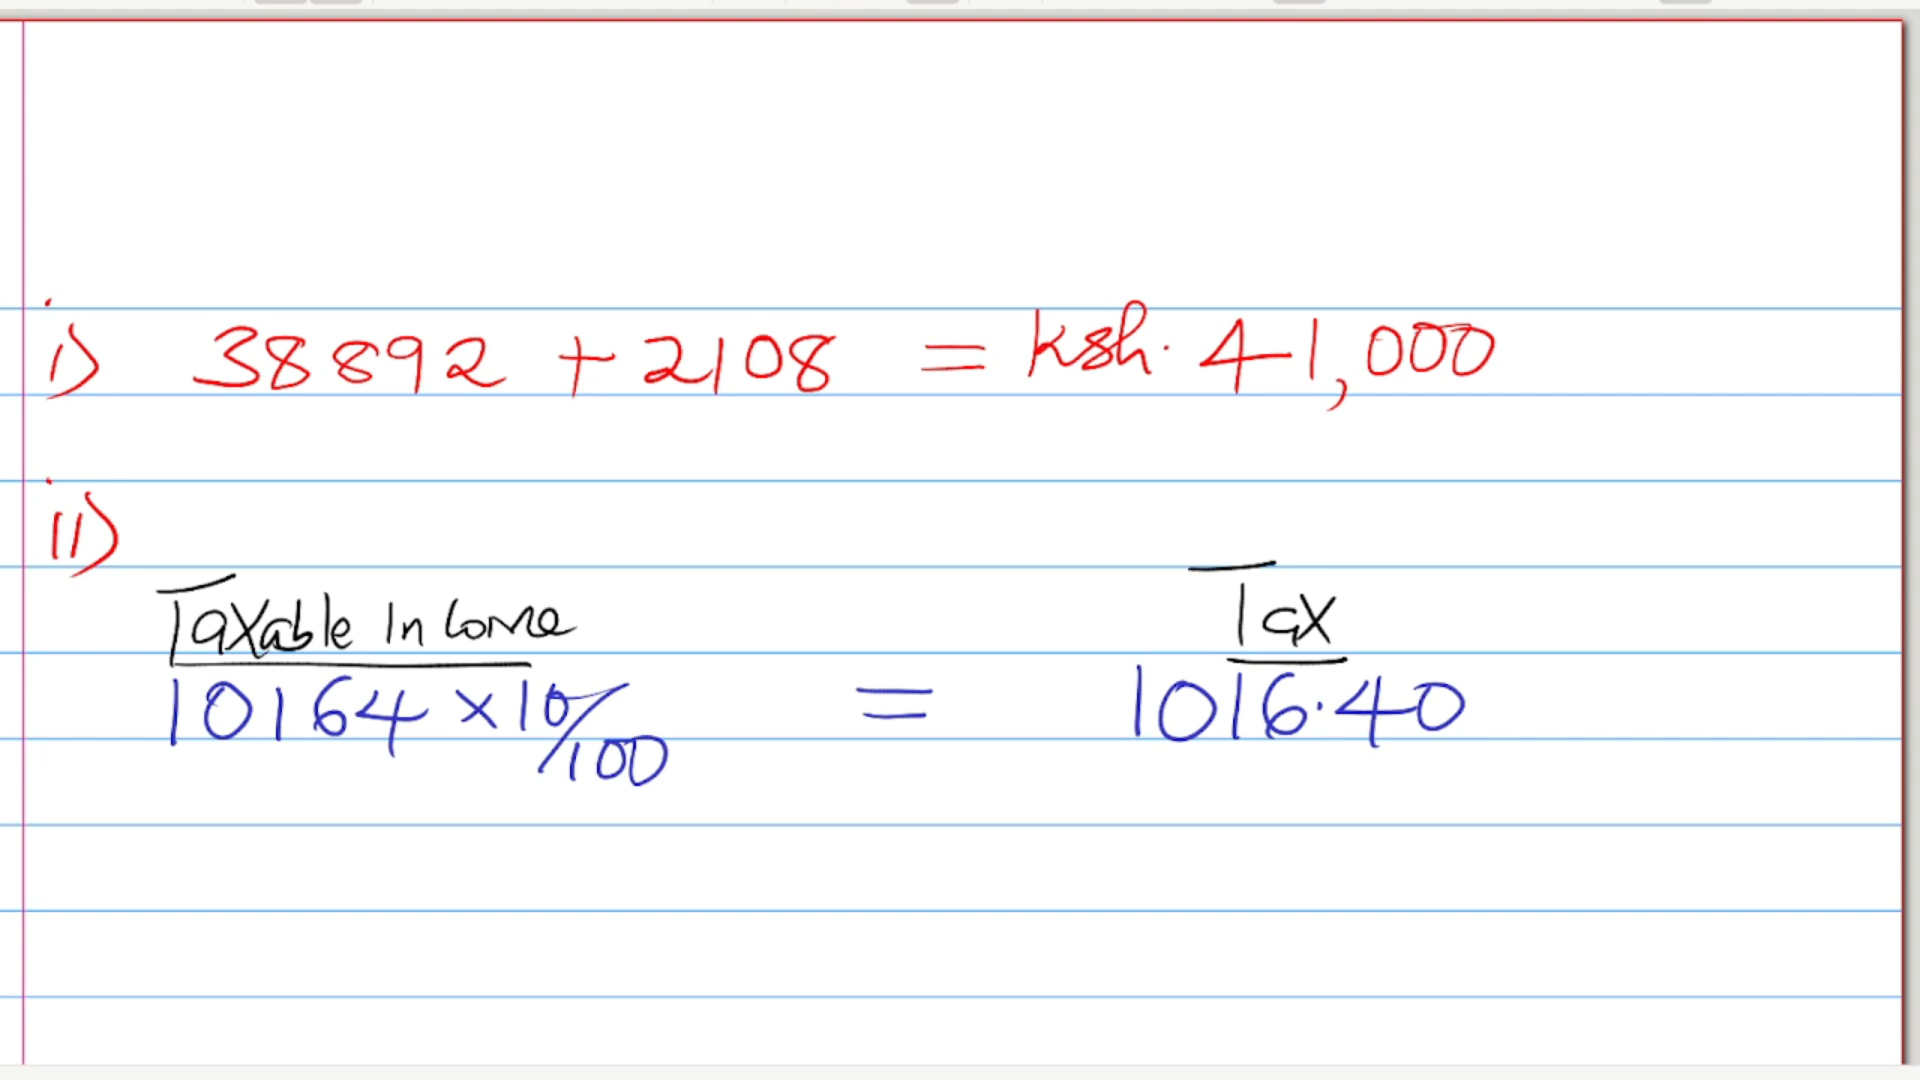 i) 38892 + 2108 = ksh. 41,000
ii)
Taxable Income Tax
10164 x 10/100 = 1016.40